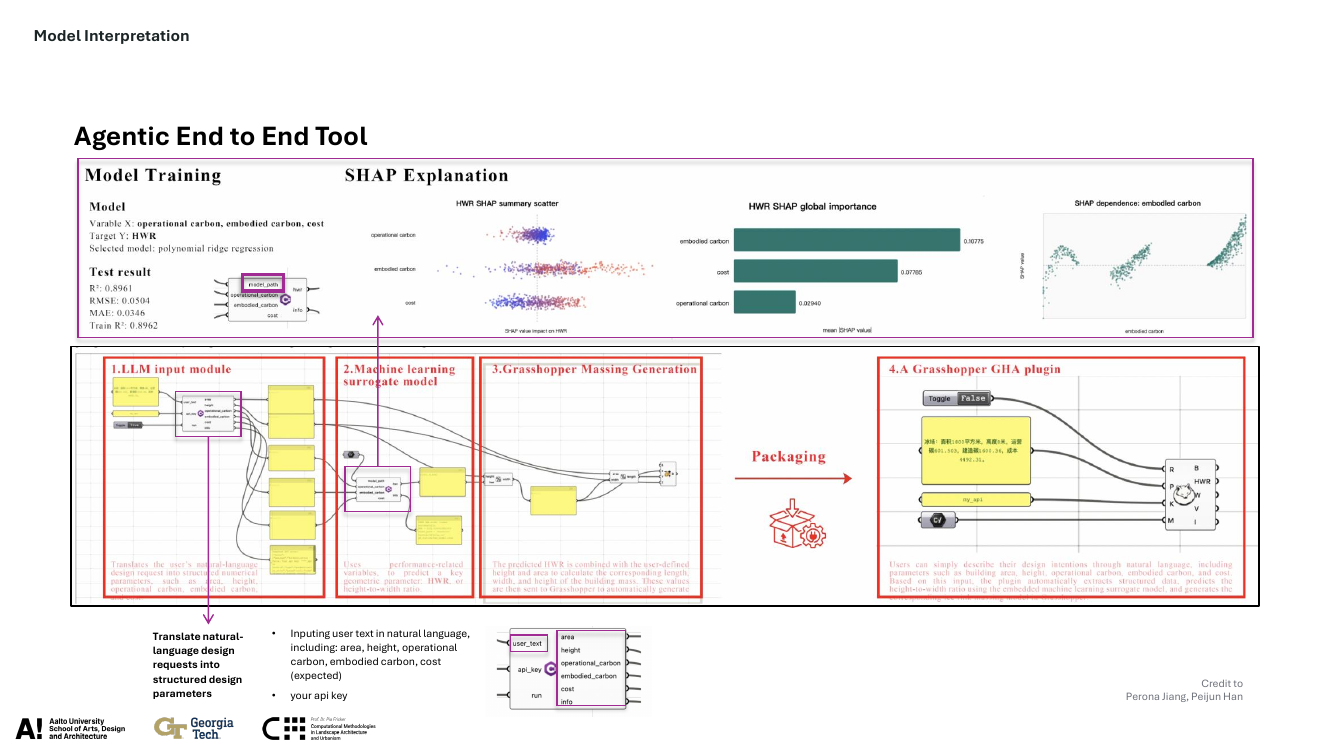 Model Interpretation
Agentic End to End Tool
Model Training
SHAP Explanation
Model
Varable X: operational carbon, embodied carbon, cost
Target Y: HWR
Selected model: polynomial ridge regression
Test result
R²: 0.8961
RMSE: 0.0504
MAE: 0.0346
Train R²: 0.8962
model_path
operational_carbon
embodied_carbon
cost
hwr
info
HWR SHAP summary scatter
operational carbon
embodied carbon
cost
SHAP value impact on HWR
HWR SHAP global importance
embodied carbon
0.10775
cost
0.07765
operational carbon
0.02940
mean |SHAP value|
SHAP dependence: embodied carbon
SHAP value
embodied carbon
1.LLM input module
Translates the user's natural-language
design request into structured numerical
parameters, such as area, height,
operational carbon, embodied carbon,
2.Machine learning
surrogate model
Uses performance-related
variables, to predict a key
geometric parameter: HWR, or
height-to-width ratio.
3.Grasshopper Massing Generation
The predicted HWR is combined with the user-defined
height and area to calculate the corresponding length,
width, and height of the building mass. These values
are then sent to Grasshopper to automatically generate
Packaging
4.A Grasshopper GHA plugin
Toggle False
my_api
R
P
K
M
B
HWR
W
V
I
Users can simply describe their design intentions through natural language, including
parameters such as building area, height, operational carbon, embodied carbon, and cost.
Based on this input, the plugin automatically extracts structured data, predicts the
height-to-width ratio using the embedded machine learning surrogate model, and generates the
Translate natural-
language design
requests into
structured design
parameters
• Inputing user text in natural language,
including: area, height, operational
carbon, embodied carbon, cost
(expected)
• your api key
user_text
api_key
run
area
height
operational_carbon
embodied_carbon
cost
info
Credit to
Perona Jiang, Peijun Han
A! Aalto University
School of Arts, Design
and Architecture
GT Georgia
Tech
Prof. Dr. Pia Fricker
Computational Methodologies
in Landscape Architecture
and Urbanism